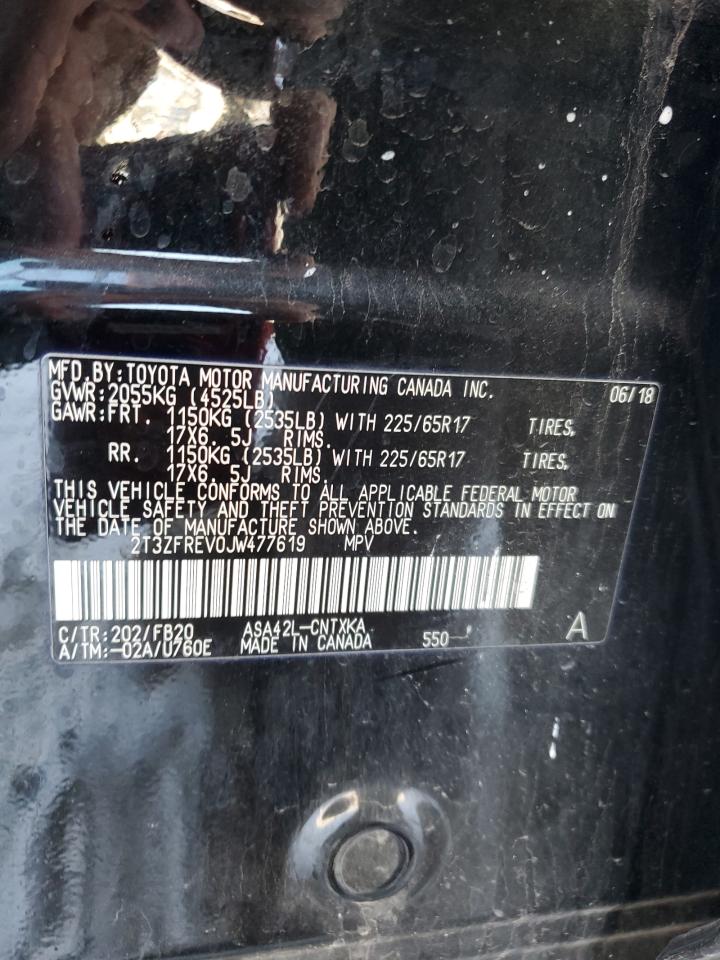 MFD.BY:TOYOTA MOTOR MANUFACTURING CANADA INC. 06/18
GVWR:2055KG (4525LB)
GAWR:FRT. 1150KG (2535LB) WITH 225/65R17 TIRES,
17X6. 5J RIMS.
RR. 1150KG (2535LB) WITH 225/65R17 TIRES,
17X6. 5J RIMS.
THIS VEHICLE CONFORMS TO ALL APPLICABLE FEDERAL MOTOR
VEHICLE SAFETY AND THEFT PREVENTION STANDARDS IN EFFECT ON
THE DATE OF MANUFACTURE SHOWN ABOVE.
2T3ZFREV0JW477619 MPV
C/TR:202/FB20 ASA42L-CNTXKA
A/TM:-02A/U760E MADE IN CANADA 550 A